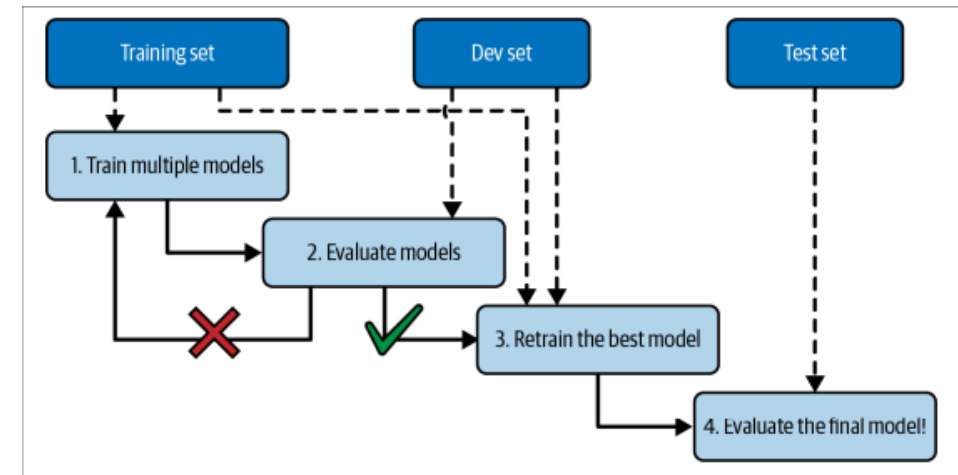 Training set
Dev set
Test set
1. Train multiple models
2. Evaluate models
3. Retrain the best model
4. Evaluate the final model!